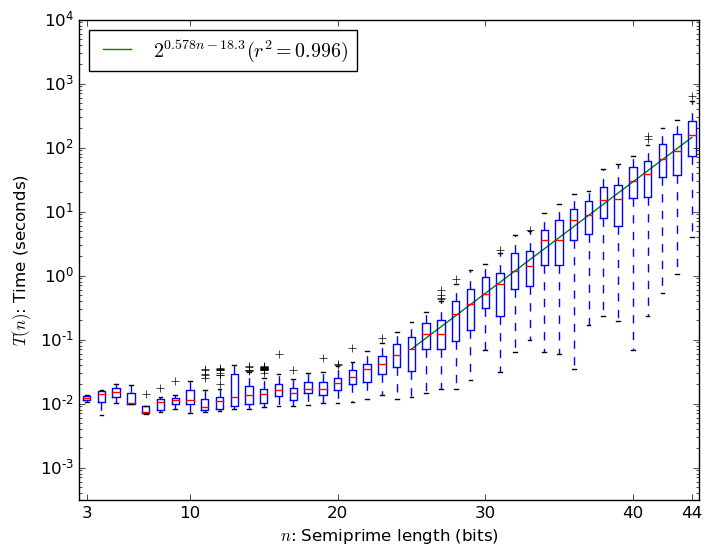 2^{0.578n−18.3}(r^2 = 0.996)
10^4
10^3
10^2
10^1
10^0
10^-1
10^-2
10^-3
T(n): Time (seconds)
3 10 20 30 40 44
n: Semiprime length (bits)